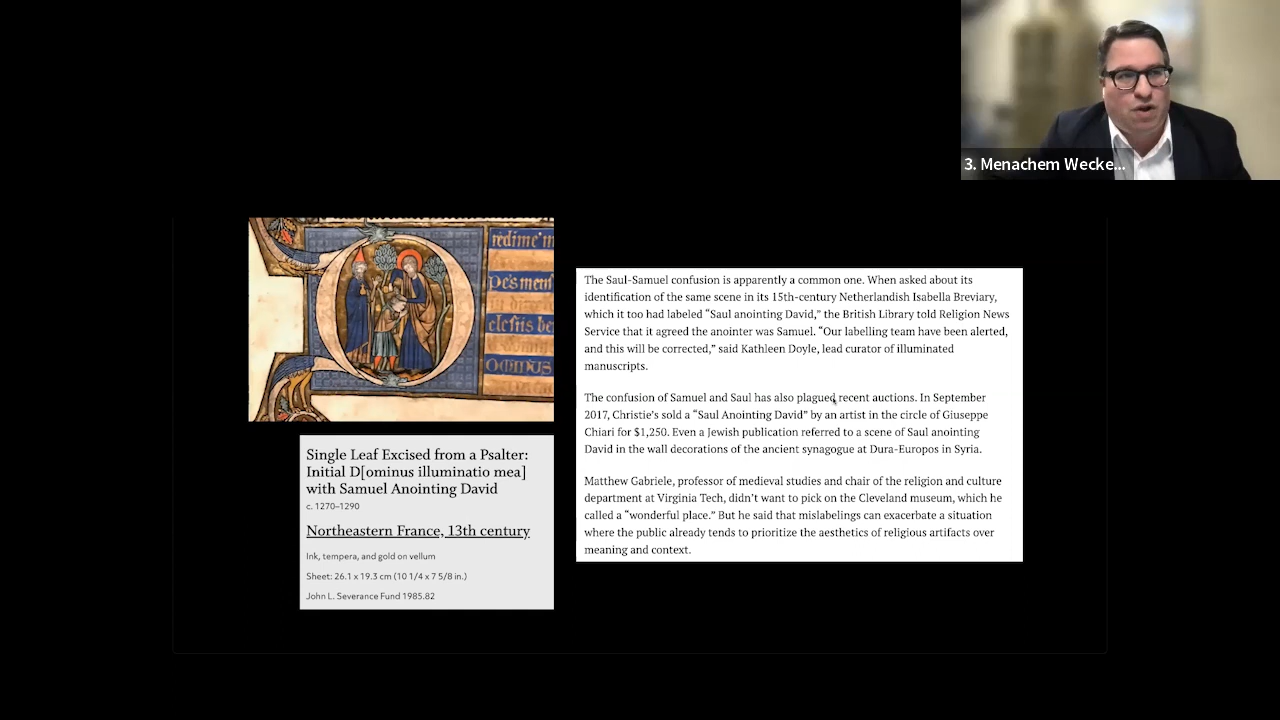 3. Menachem Wecke...
redime m
pes meu
eletus be
Ominus
The Saul-Samuel confusion is apparently a common one. When asked about its
identification of the same scene in its 15th-century Netherlandish Isabella Breviary,
which it too had labeled “Saul anointing David,” the British Library told Religion News
Service that it agreed the anointer was Samuel. “Our labelling team have been alerted,
and this will be corrected,” said Kathleen Doyle, lead curator of illuminated
manuscripts.
The confusion of Samuel and Saul has also plagued recent auctions. In September
2017, Christie’s sold a “Saul Anointing David” by an artist in the circle of Giuseppe
Chiari for $1,250. Even a Jewish publication referred to a scene of Saul anointing
David in the wall decorations of the ancient synagogue at Dura-Europos in Syria.
Matthew Gabriele, professor of medieval studies and chair of the religion and culture
department at Virginia Tech, didn’t want to pick on the Cleveland museum, which he
called a “wonderful place.” But he said that mislabelings can exacerbate a situation
where the public already tends to prioritize the aesthetics of religious artifacts over
meaning and context.
Single Leaf Excised from a Psalter:
Initial D[ominus illuminatio mea]
with Samuel Anointing David
c. 1270–1290
Northeastern France, 13th century
Ink, tempera, and gold on vellum
Sheet: 26.1 x 19.3 cm (10 1/4 x 7 5/8 in.)
John L. Severance Fund 1985.82